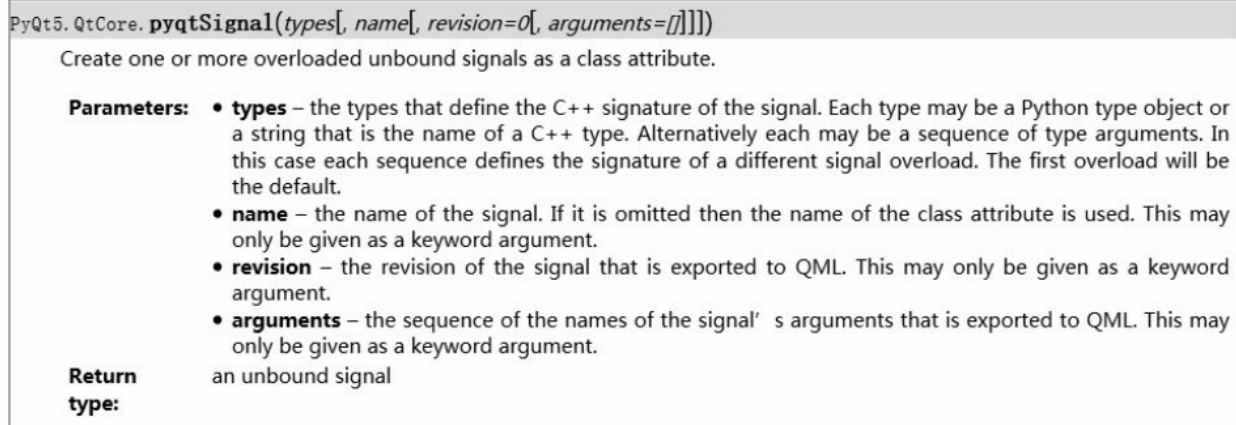 PyQt5.QtCore.pyqtSignal(types[, name[, revision=0[, arguments=[]]]])
Create one or more overloaded unbound signals as a class attribute.
Parameters: • types – the types that define the C++ signature of the signal. Each type may be a Python type object or
a string that is the name of a C++ type. Alternatively each may be a sequence of type arguments. In
this case each sequence defines the signature of a different signal overload. The first overload will be
the default.
• name – the name of the signal. If it is omitted then the name of the class attribute is used. This may
only be given as a keyword argument.
• revision – the revision of the signal that is exported to QML. This may only be given as a keyword
argument.
• arguments – the sequence of the names of the signal’ s arguments that is exported to QML. This may
only be given as a keyword argument.
Return an unbound signal
type: